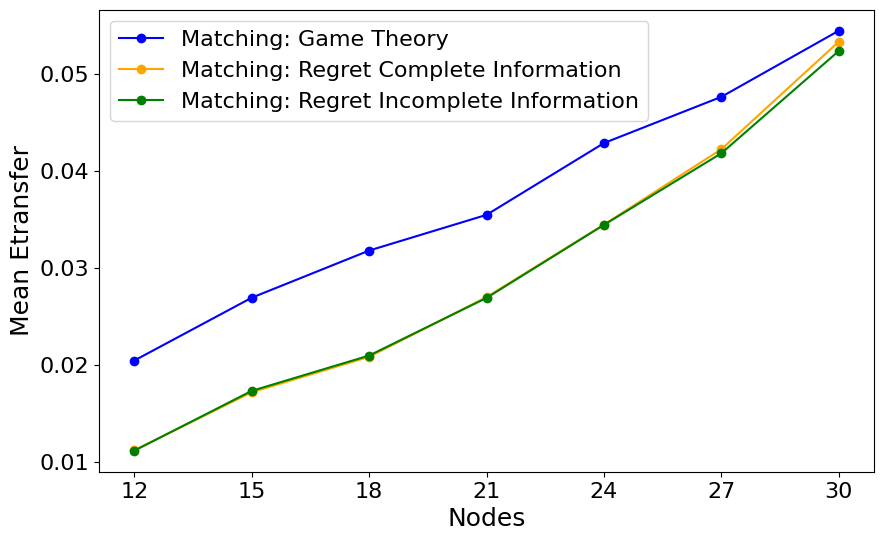 Matching: Game Theory
Matching: Regret Complete Information
Matching: Regret Incomplete Information
Mean Etransfer
0.05
0.04
0.03
0.02
0.01
12 15 18 21 24 27 30
Nodes